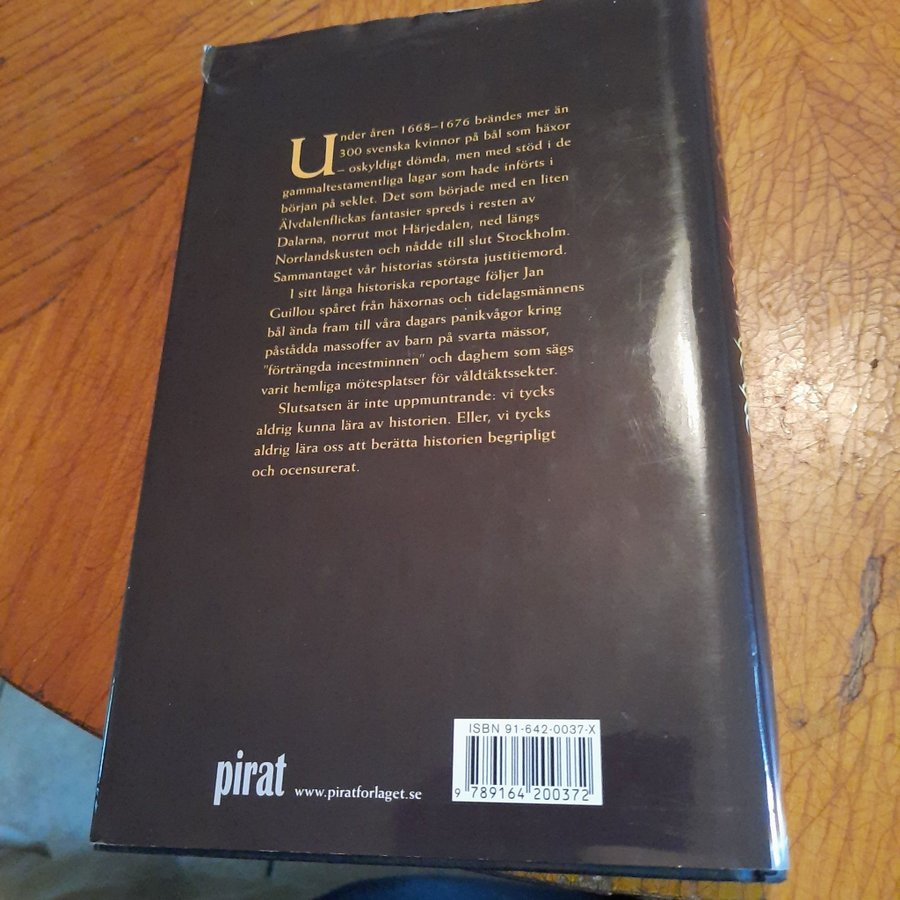 Under åren 1668–1676 brändes mer än
300 svenska kvinnor på bål som häxor
– oskyldigt dömda, men med stöd i de
gammaltestamentliga lagar som hade införts i
början på seklet. Det som började med en liten
Älvdalenflickas fantasier spreds i resten av
Dalarna, norrut mot Härjedalen, ned längs
Norrlandskusten och nådde till slut Stockholm.
Sammantaget vår historias största justitiemord.
I sitt långa historiska reportage följer Jan
Guillou spåret från häxornas och tidelagsmännens
bål ända fram till våra dagars panikvågor kring
påstådda massoffer av barn på svarta mässor,
"förträngda incestminnen" och daghem som sägs
varit hemliga mötesplatser för våldtäktssekter.
Slutsatsen är inte uppmuntrande: vi tycks
aldrig kunna lära av historien. Eller, vi tycks
aldrig lära oss att berätta historien begripligt
och ocensurerat.
ISBN 91-642-0037-X
9 789164 200372
pirat www.piratforlaget.se